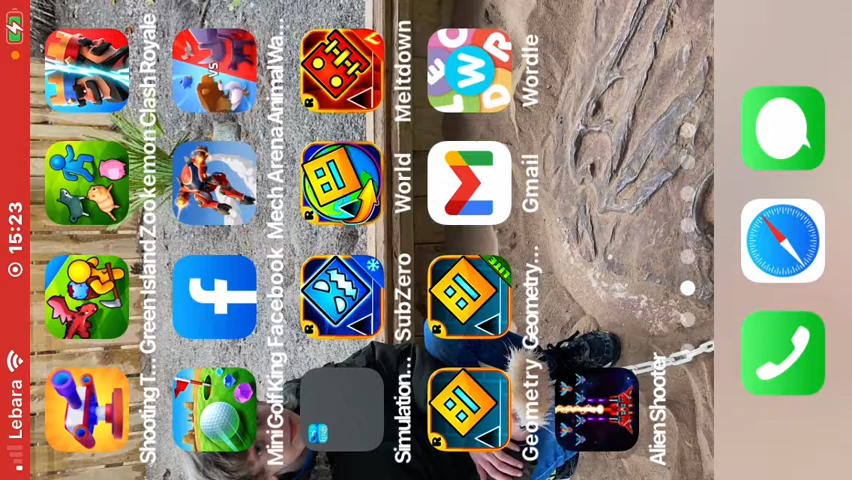 Lebara 15:23
Shooting T... Green Island Zookemon Clash Royale
Mini Golf King Facebook Mech Arena Animal Wa...
Simulation... SubZero World Meltdown
Geometry Geometry... Gmail Wordle
Alien Shooter